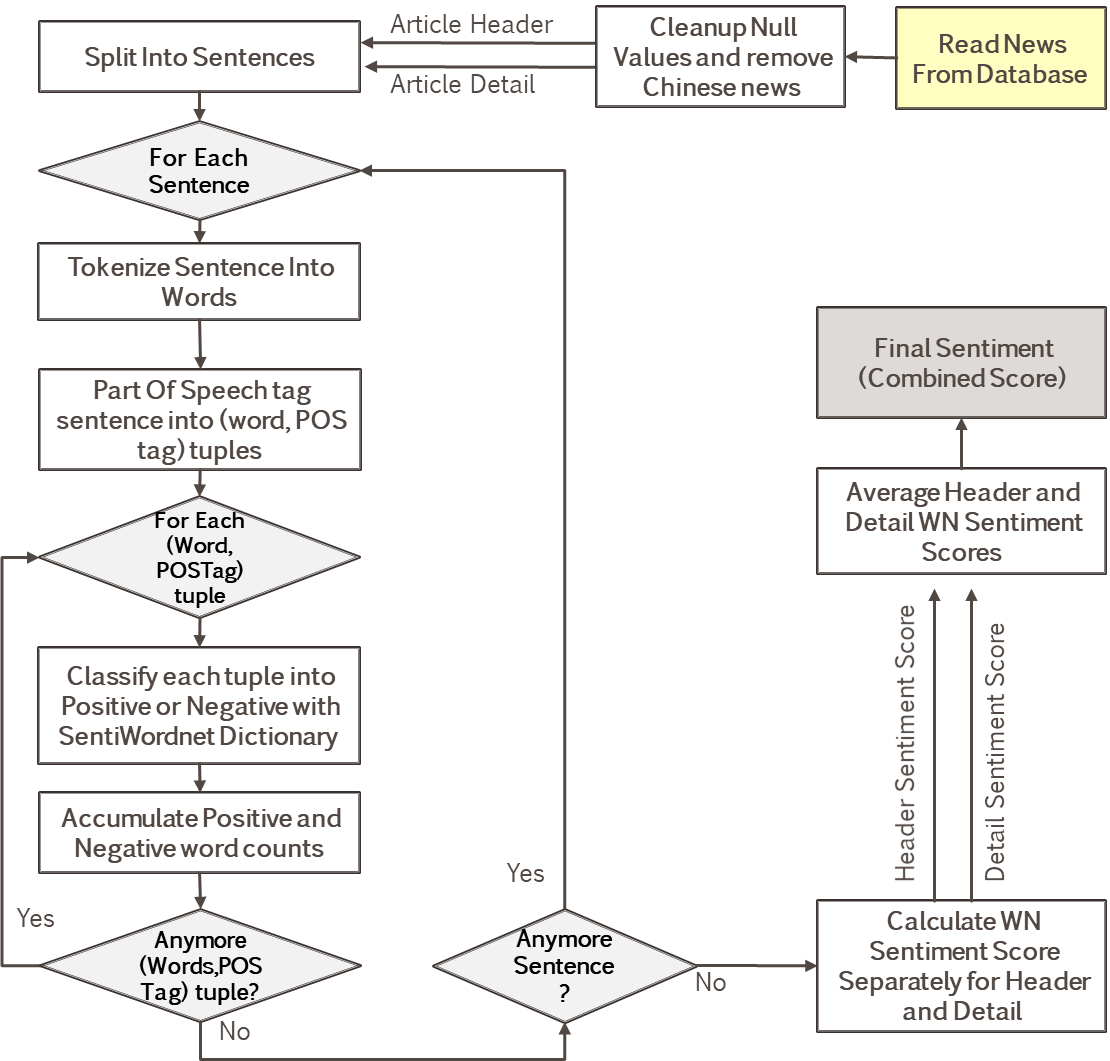 Read News
From Database
Cleanup Null
Values and remove
Chinese news
Article Header
Article Detail
Split Into Sentences
For Each
Sentence
Tokenize Sentence Into
Words
Part Of Speech tag
sentence into (word, POS
tag) tuples
For Each
(Word,
POSTag)
tuple
Classify each tuple into
Positive or Negative with
SentiWordnet Dictionary
Accumulate Positive and
Negative word counts
Yes
Anymore
(Words,POS
Tag) tuple?
No
Yes
Anymore
Sentence
?
No
Calculate WN
Sentiment Score
Separately for Header
and Detail
Header Sentiment Score
Detail Sentiment Score
Average Header and
Detail WN Sentiment
Scores
Final Sentiment
(Combined Score)